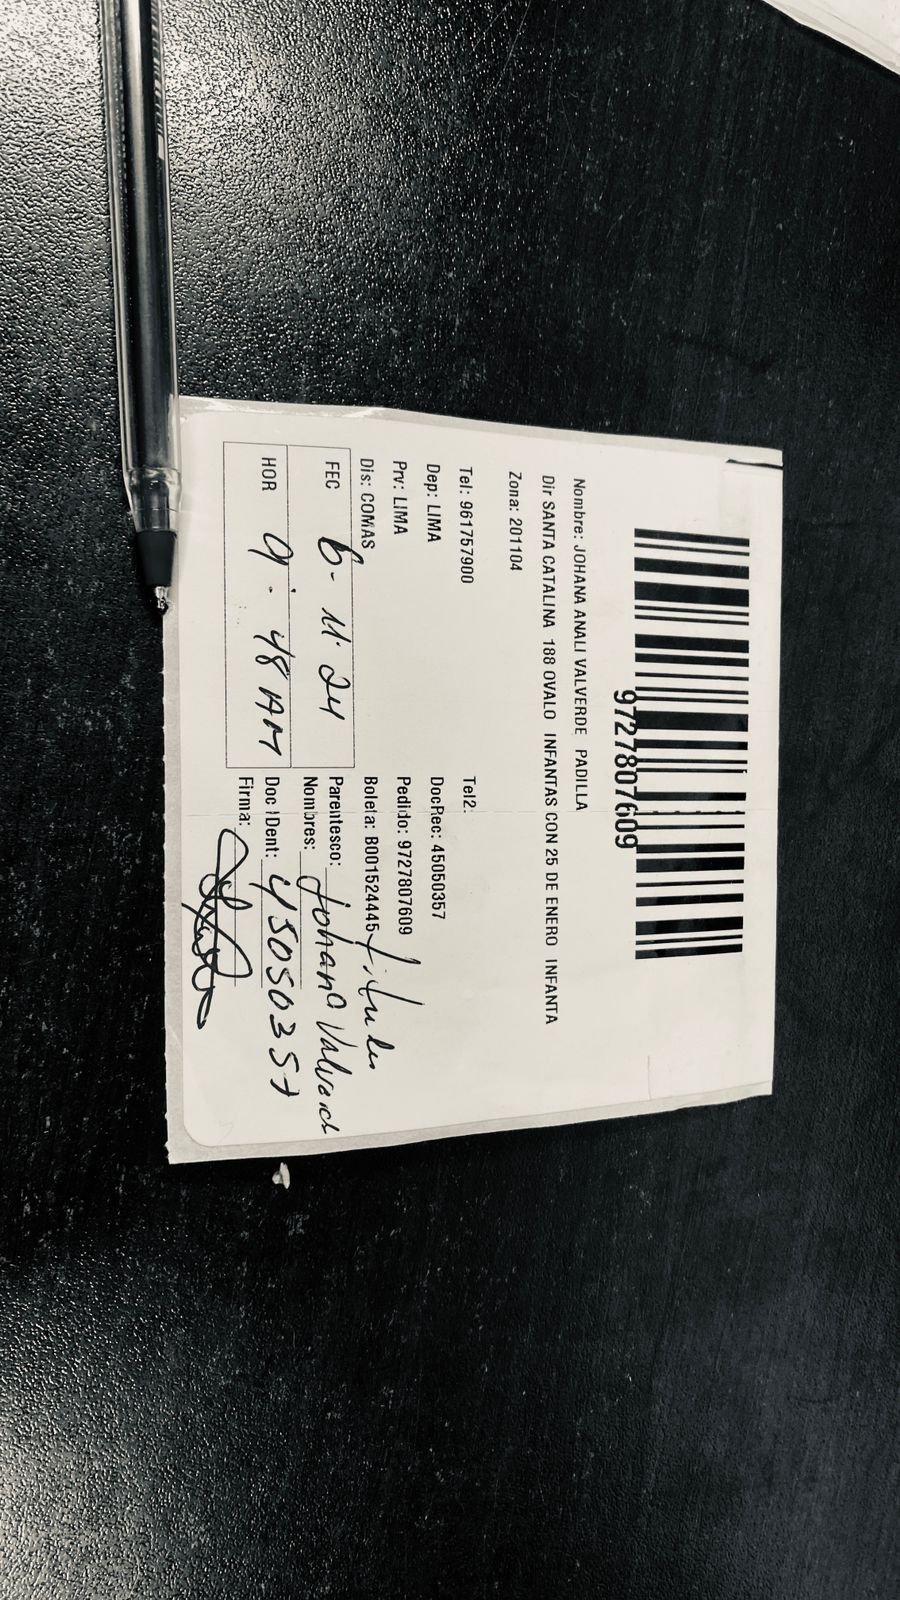 9727807609
Nombre: JOHANA ANALI VALVERDE PADILLA
Dir SANTA CATALINA 188 OVALO INFANTAS CON 25 DE ENERO INFANTA
Zona: 201104
Tel: 961757900 Tel2:
Dep: LIMA DocRec: 45050357
Prv: LIMA Pedido: 9727807609
Dis: COMAS Boleta: B001524445
FEC 6-11-24 Parentesco: Titular
Nombres: Johana Valverde
HOR 9:48 AM Doc IDent: 45050357
Firma: